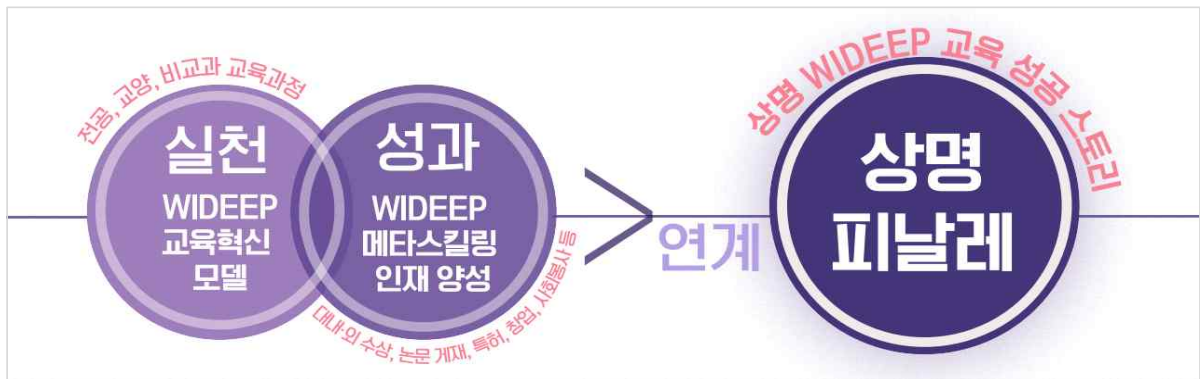 전공, 교양, 비교과 교육과정
실천
WIDEEP
교육혁신
모델
성과
WIDEEP
메타스킬링
인재 양성
대내·외 수상, 논문 게재, 특허, 창업, 사회봉사 등
연계
상명 WIDEEP 교육 성공 스토리
상명
피날레